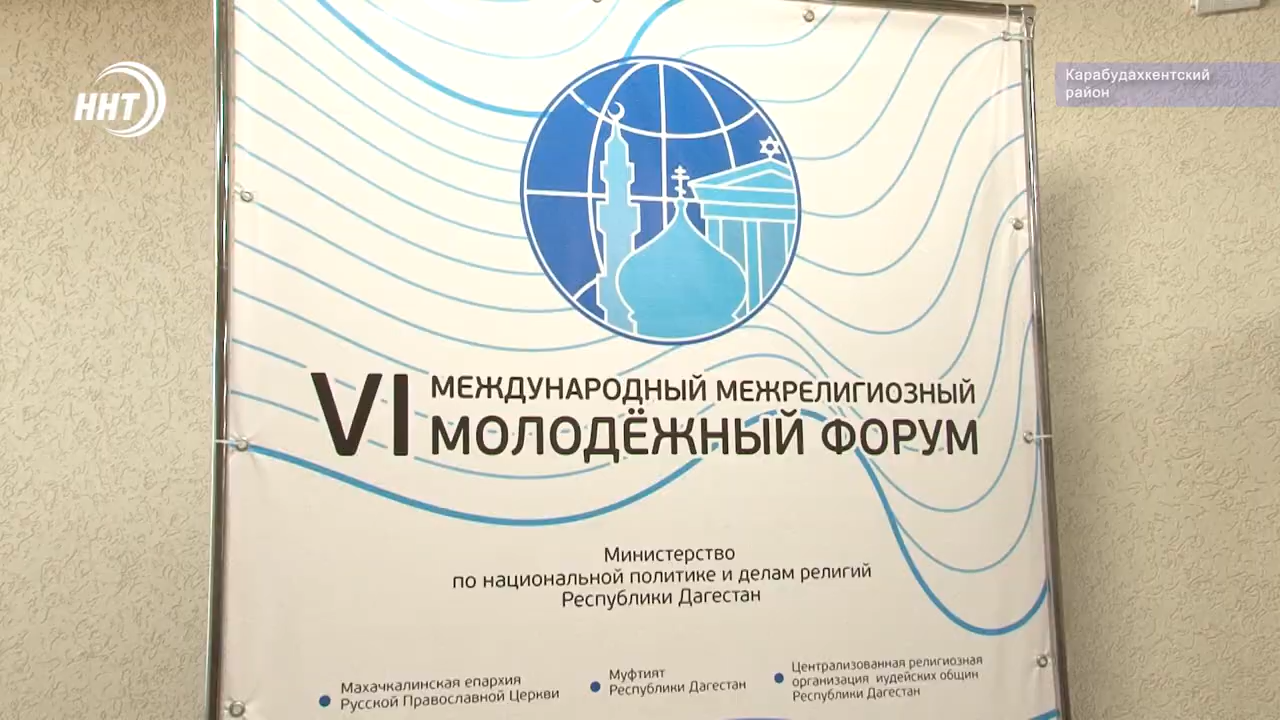 ННТ
Карабудахкентский
район
VI МЕЖДУНАРОДНЫЙ МЕЖРЕЛИГИОЗНЫЙ
МОЛОДЁЖНЫЙ ФОРУМ
Министерство
по национальной политике и делам религий
Республики Дагестан
Махачкалинская епархия
Русской Православной Церкви
Муфтият
Республики Дагестан
Централизованная религиозная
организация иудейских общин
Республики Дагестан